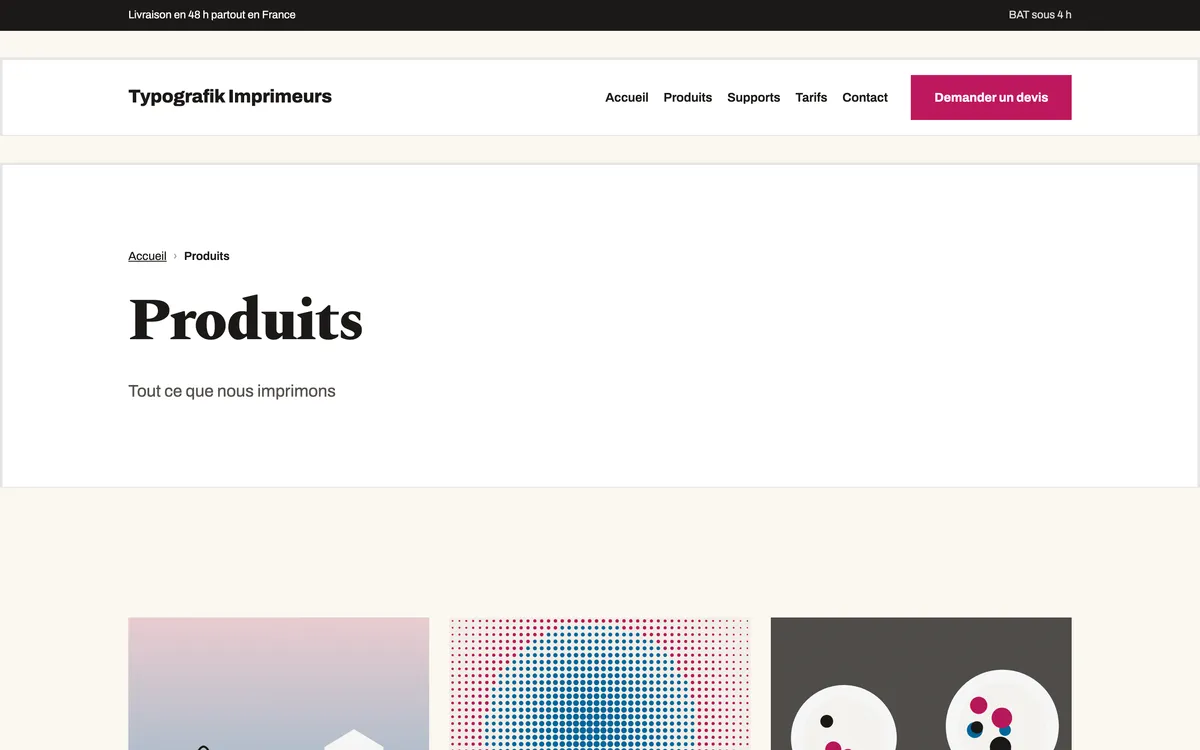 Livraison en 48 h partout en France
BAT sous 4 h
Typografik Imprimeurs
Accueil Produits Supports Tarifs Contact Demander un devis
Accueil › Produits
Produits
Tout ce que nous imprimons